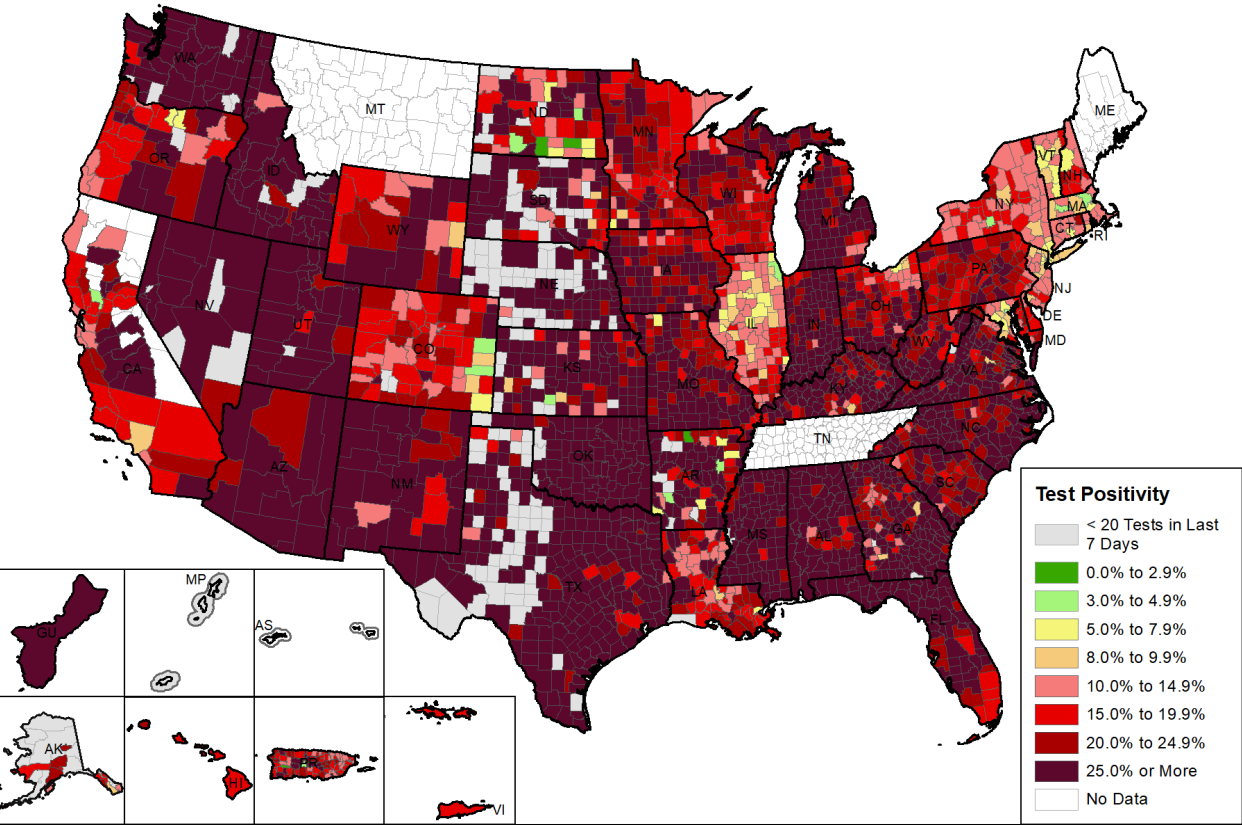 WA
MT
ME
ND
MN
OR
ID
VT
NH
SD
WI
NY
MA
WY
MI
CT
RI
IA
PA
NE
NJ
NV
OH
DE
UT
IL
IN
CO
WV
MD
CA
KS
VA
MO
KY
TN
NC
OK
AZ
AR
NM
SC
MS
AL
GA
TX
LA
FL
MP
GU
AS
AK
HI
PR
VI
Test Positivity
< 20 Tests in Last
7 Days
0.0% to 2.9%
3.0% to 4.9%
5.0% to 7.9%
8.0% to 9.9%
10.0% to 14.9%
15.0% to 19.9%
20.0% to 24.9%
25.0% or More
No Data